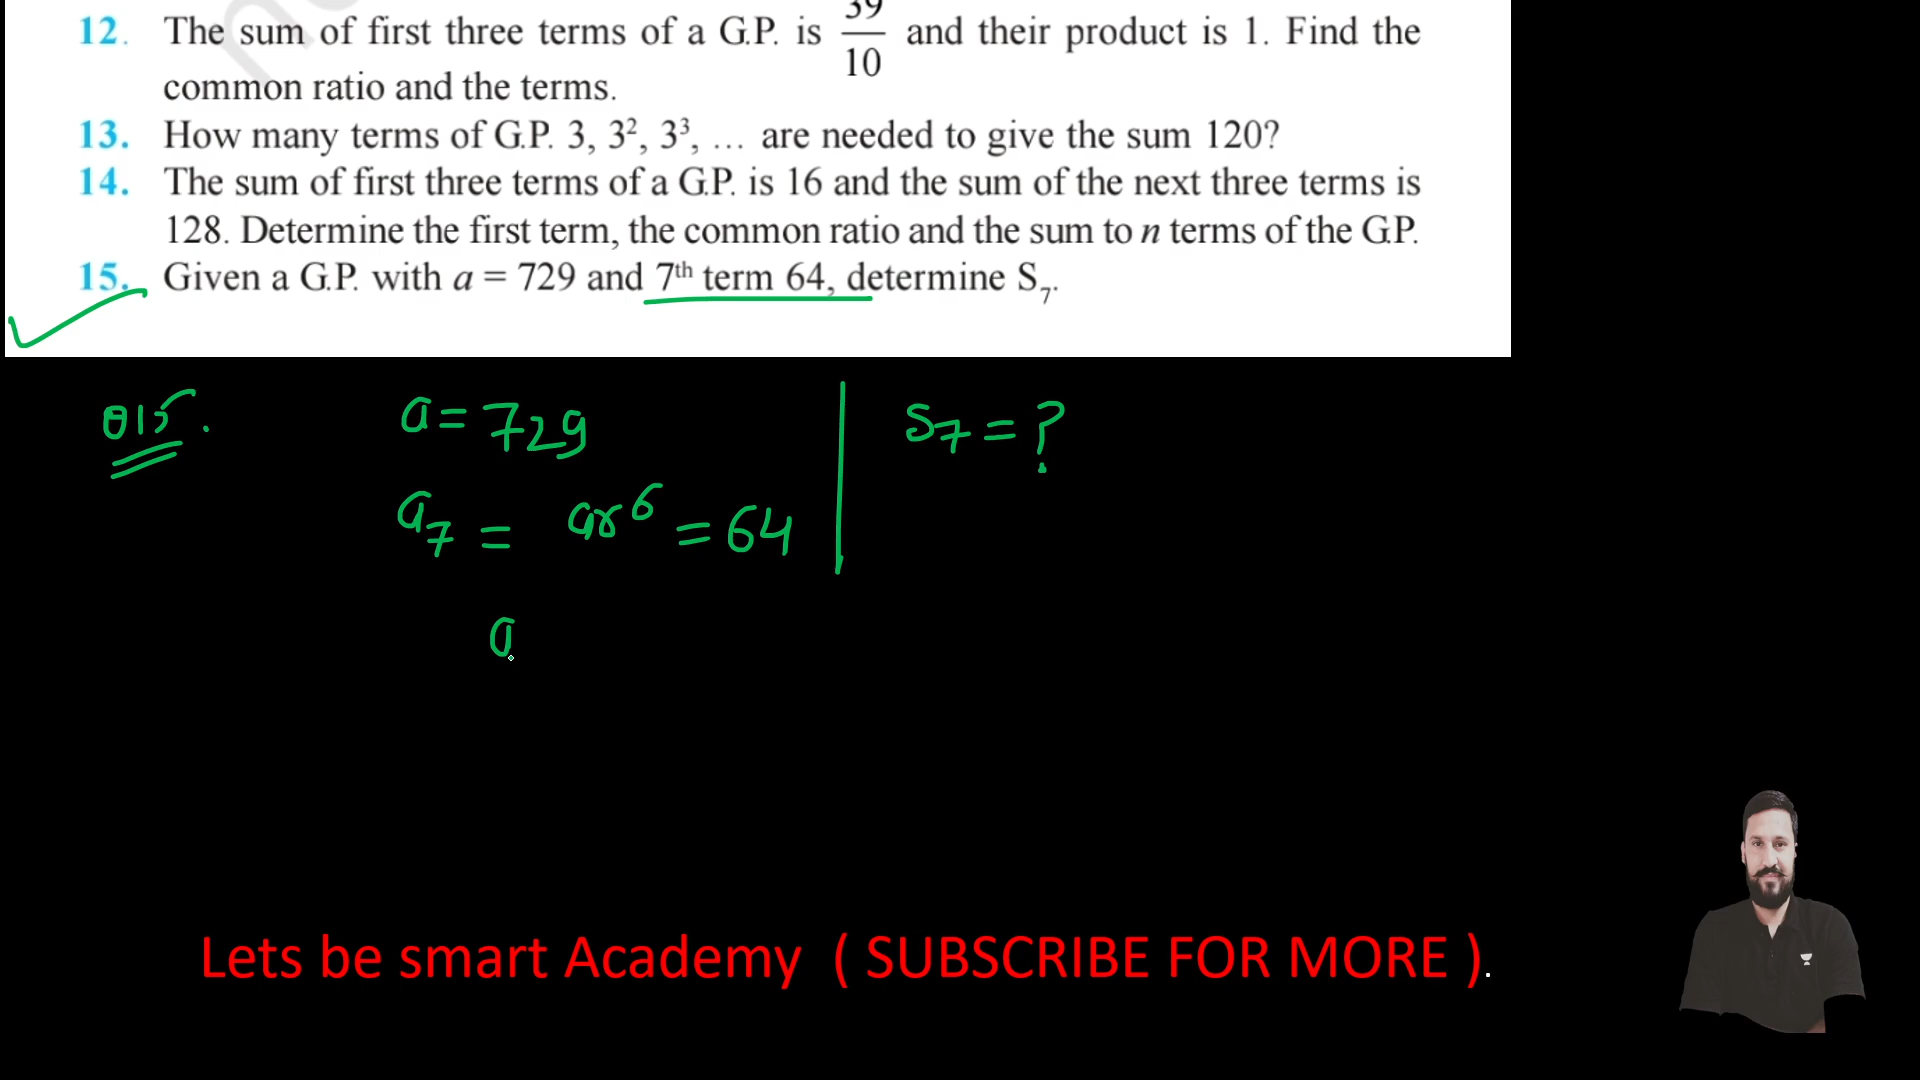 12. The sum of first three terms of a G.P. is 39/10 and their product is 1. Find the
common ratio and the terms.
13. How many terms of G.P. 3, 3², 3³, … are needed to give the sum 120?
14. The sum of first three terms of a G.P. is 16 and the sum of the next three terms is
128. Determine the first term, the common ratio and the sum to n terms of the G.P.
15. Given a G.P. with a = 729 and 7th term 64, determine S₇.
Q15. a = 729 S₇ = ?
a₇ = ar⁶ = 64
a
Lets be smart Academy ( SUBSCRIBE FOR MORE ).